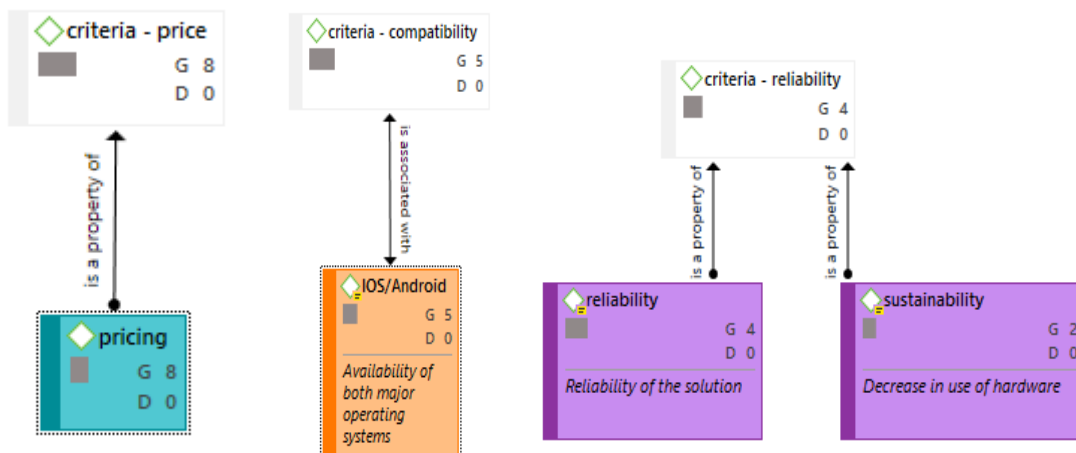 criteria - price
G 8
D 0
is a property of
pricing
G 8
D 0
criteria - compatibility
G 5
D 0
is associated with
IOS/Android
G 5
D 0
Availability of
both major
operating
systems
criteria - reliability
G 4
D 0
is a property of
is a property of
reliability
G 4
D 0
Reliability of the solution
sustainability
G 2
D 0
Decrease in use of hardware